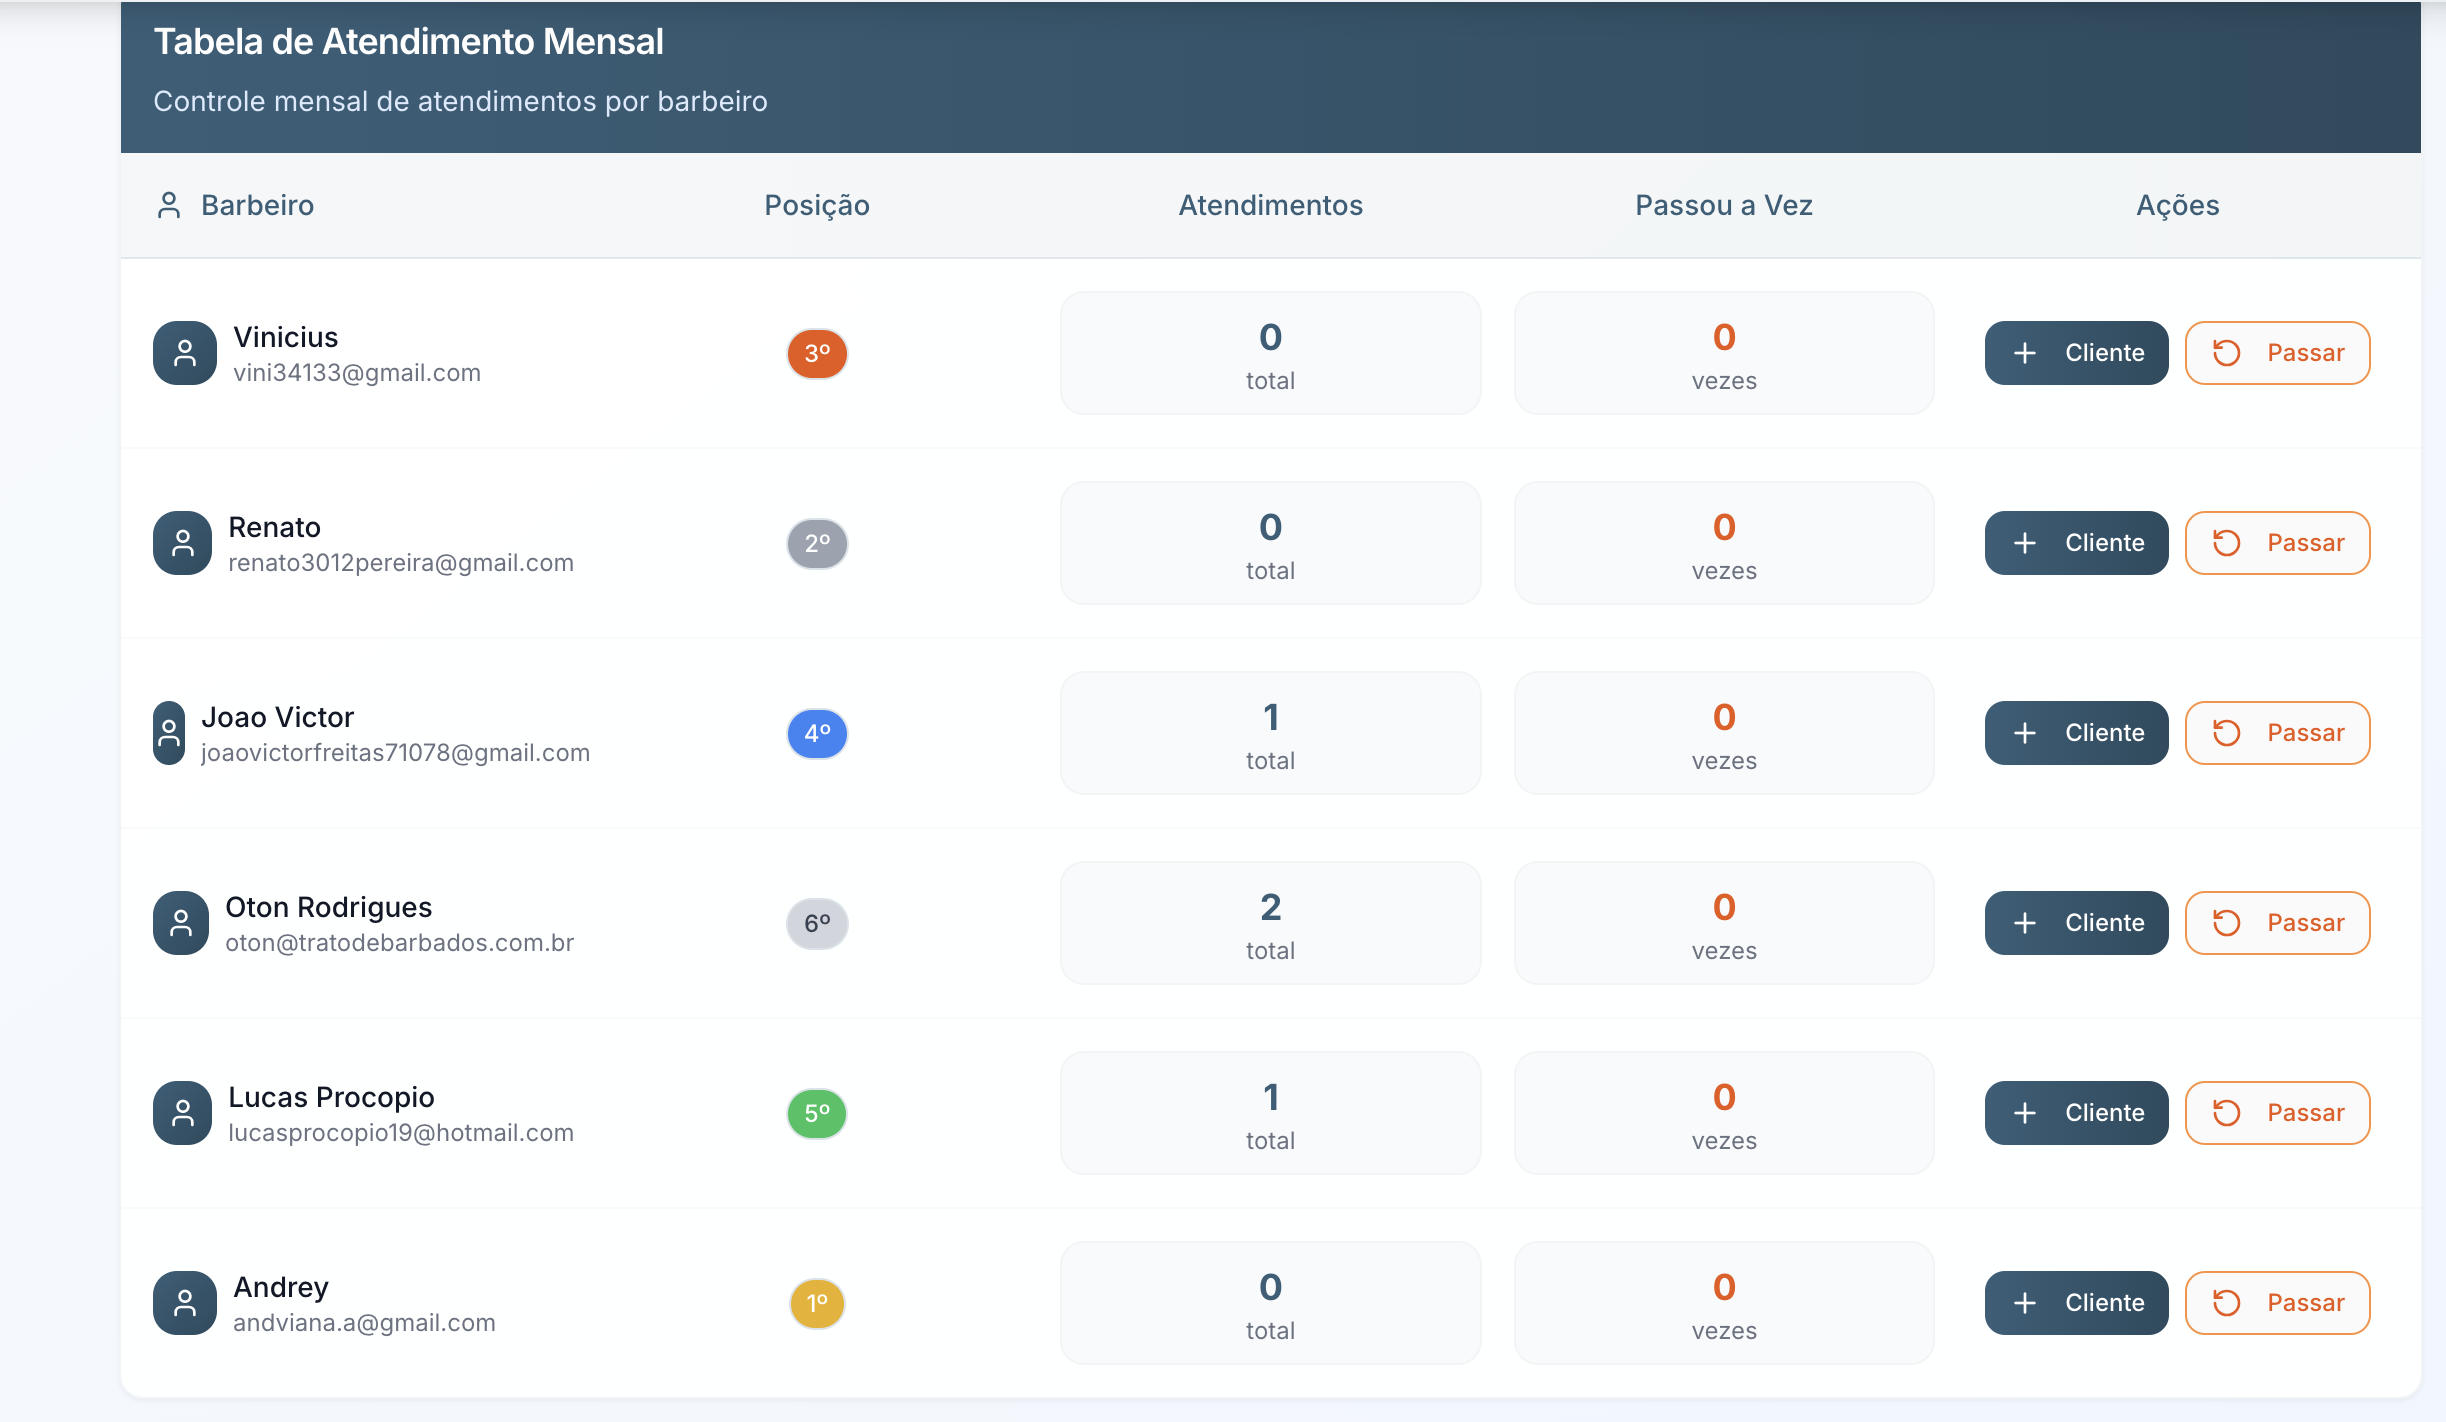 Tabela de Atendimento Mensal
Controle mensal de atendimentos por barbeiro
Barbeiro Posição Atendimentos Passou a Vez Ações
Vinicius
vini34133@gmail.com
3º
0
total
0
vezes
Cliente
Passar
Renato
renato3012pereira@gmail.com
2º
0
total
0
vezes
Cliente
Passar
Joao Victor
joaovictorfreitas71078@gmail.com
4º
1
total
0
vezes
Cliente
Passar
Oton Rodrigues
oton@tratodebarbados.com.br
6º
2
total
0
vezes
Cliente
Passar
Lucas Procopio
lucasprocopio19@hotmail.com
5º
1
total
0
vezes
Cliente
Passar
Andrey
andviana.a@gmail.com
1º
0
total
0
vezes
Cliente
Passar